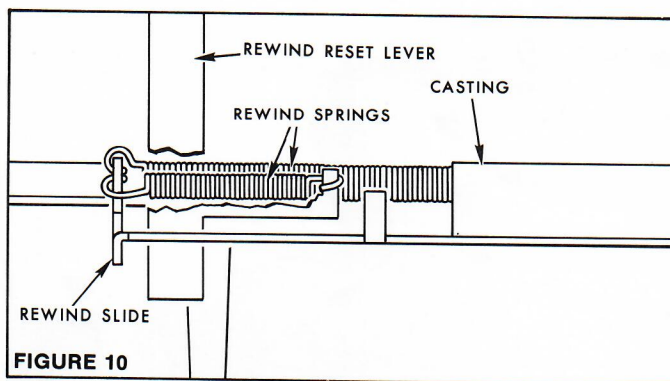 REWIND RESET LEVER
CASTING
REWIND SPRINGS
REWIND SLIDE
FIGURE 10